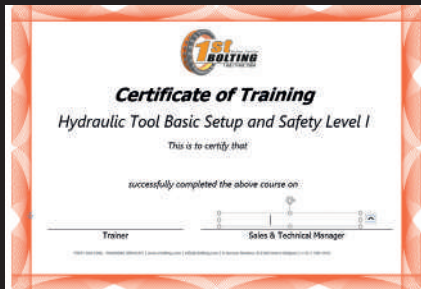 1st
BOLTING
Certificate of Training
Hydraulic Tool Basic Setup and Safety Level I
This is to certify that
successfully completed the above course on
Trainer
Sales & Technical Manager